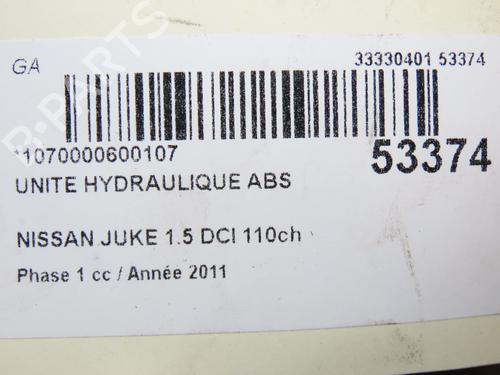 GA
33330401 53374
*1070000600107
53374
UNITE HYDRAULIQUE ABS
NISSAN JUKE 1.5 DCI 110ch
Phase 1 cc / Année 2011
B-PARTS